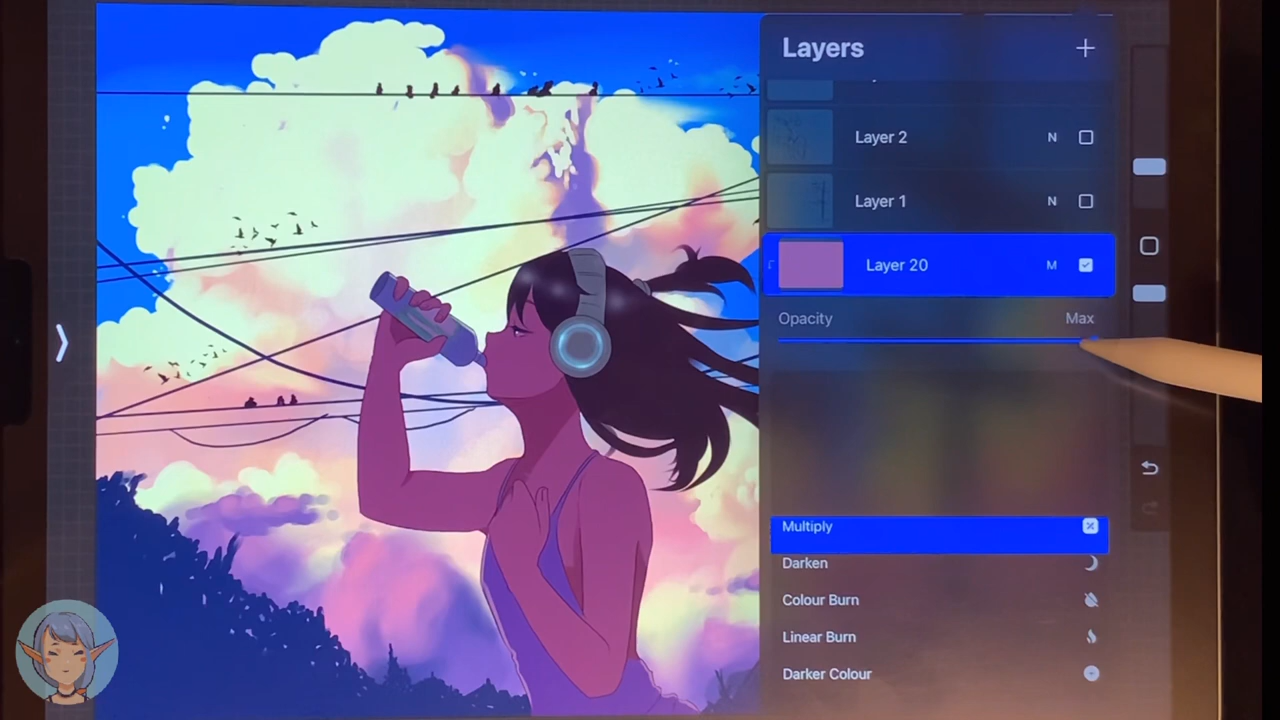 Layers
Layer 2 N
Layer 1 N
Layer 20 M
Opacity Max
Multiply
Darken
Colour Burn
Linear Burn
Darker Colour